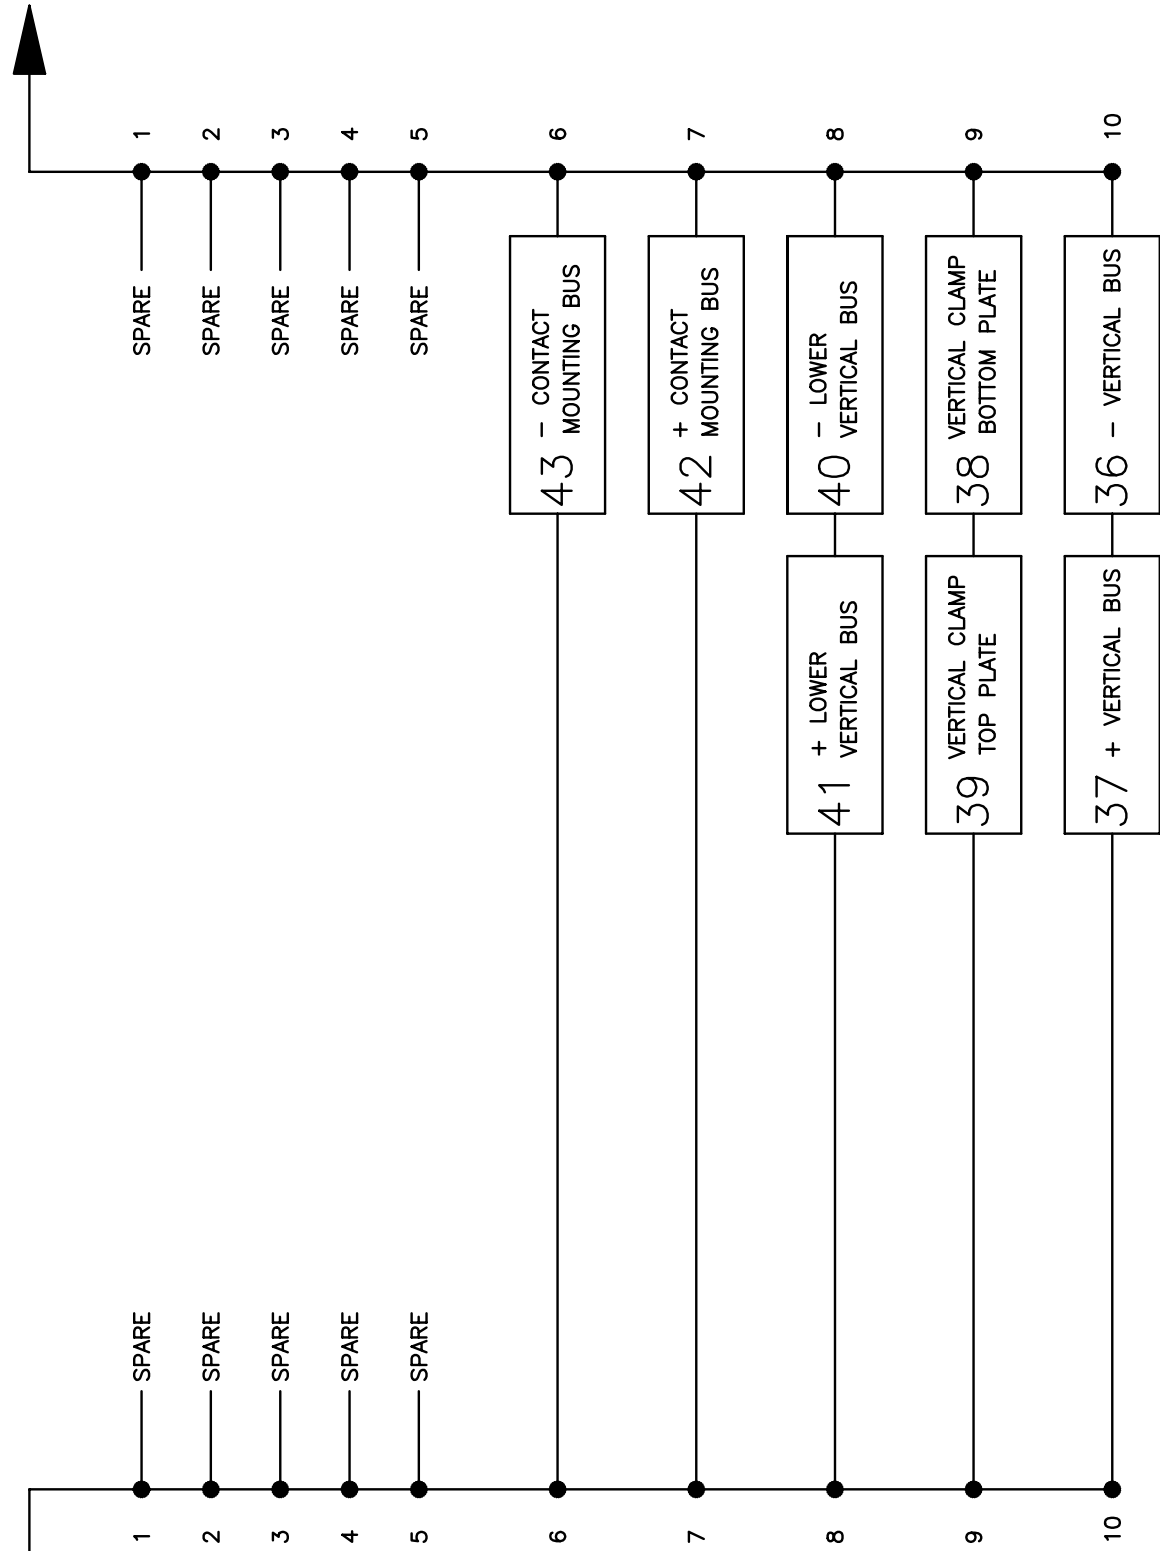 1
2
3
4
5
6
7
8
9
10
SPARE
SPARE
SPARE
SPARE
SPARE
43 - CONTACT
MOUNTING BUS
42 + CONTACT
MOUNTING BUS
40 - LOWER
VERTICAL BUS
38 VERTICAL CLAMP
BOTTOM PLATE
36 - VERTICAL BUS
41 + LOWER
VERTICAL BUS
39 VERTICAL CLAMP
TOP PLATE
37 + VERTICAL BUS
SPARE
SPARE
SPARE
SPARE
SPARE
1
2
3
4
5
6
7
8
9
10